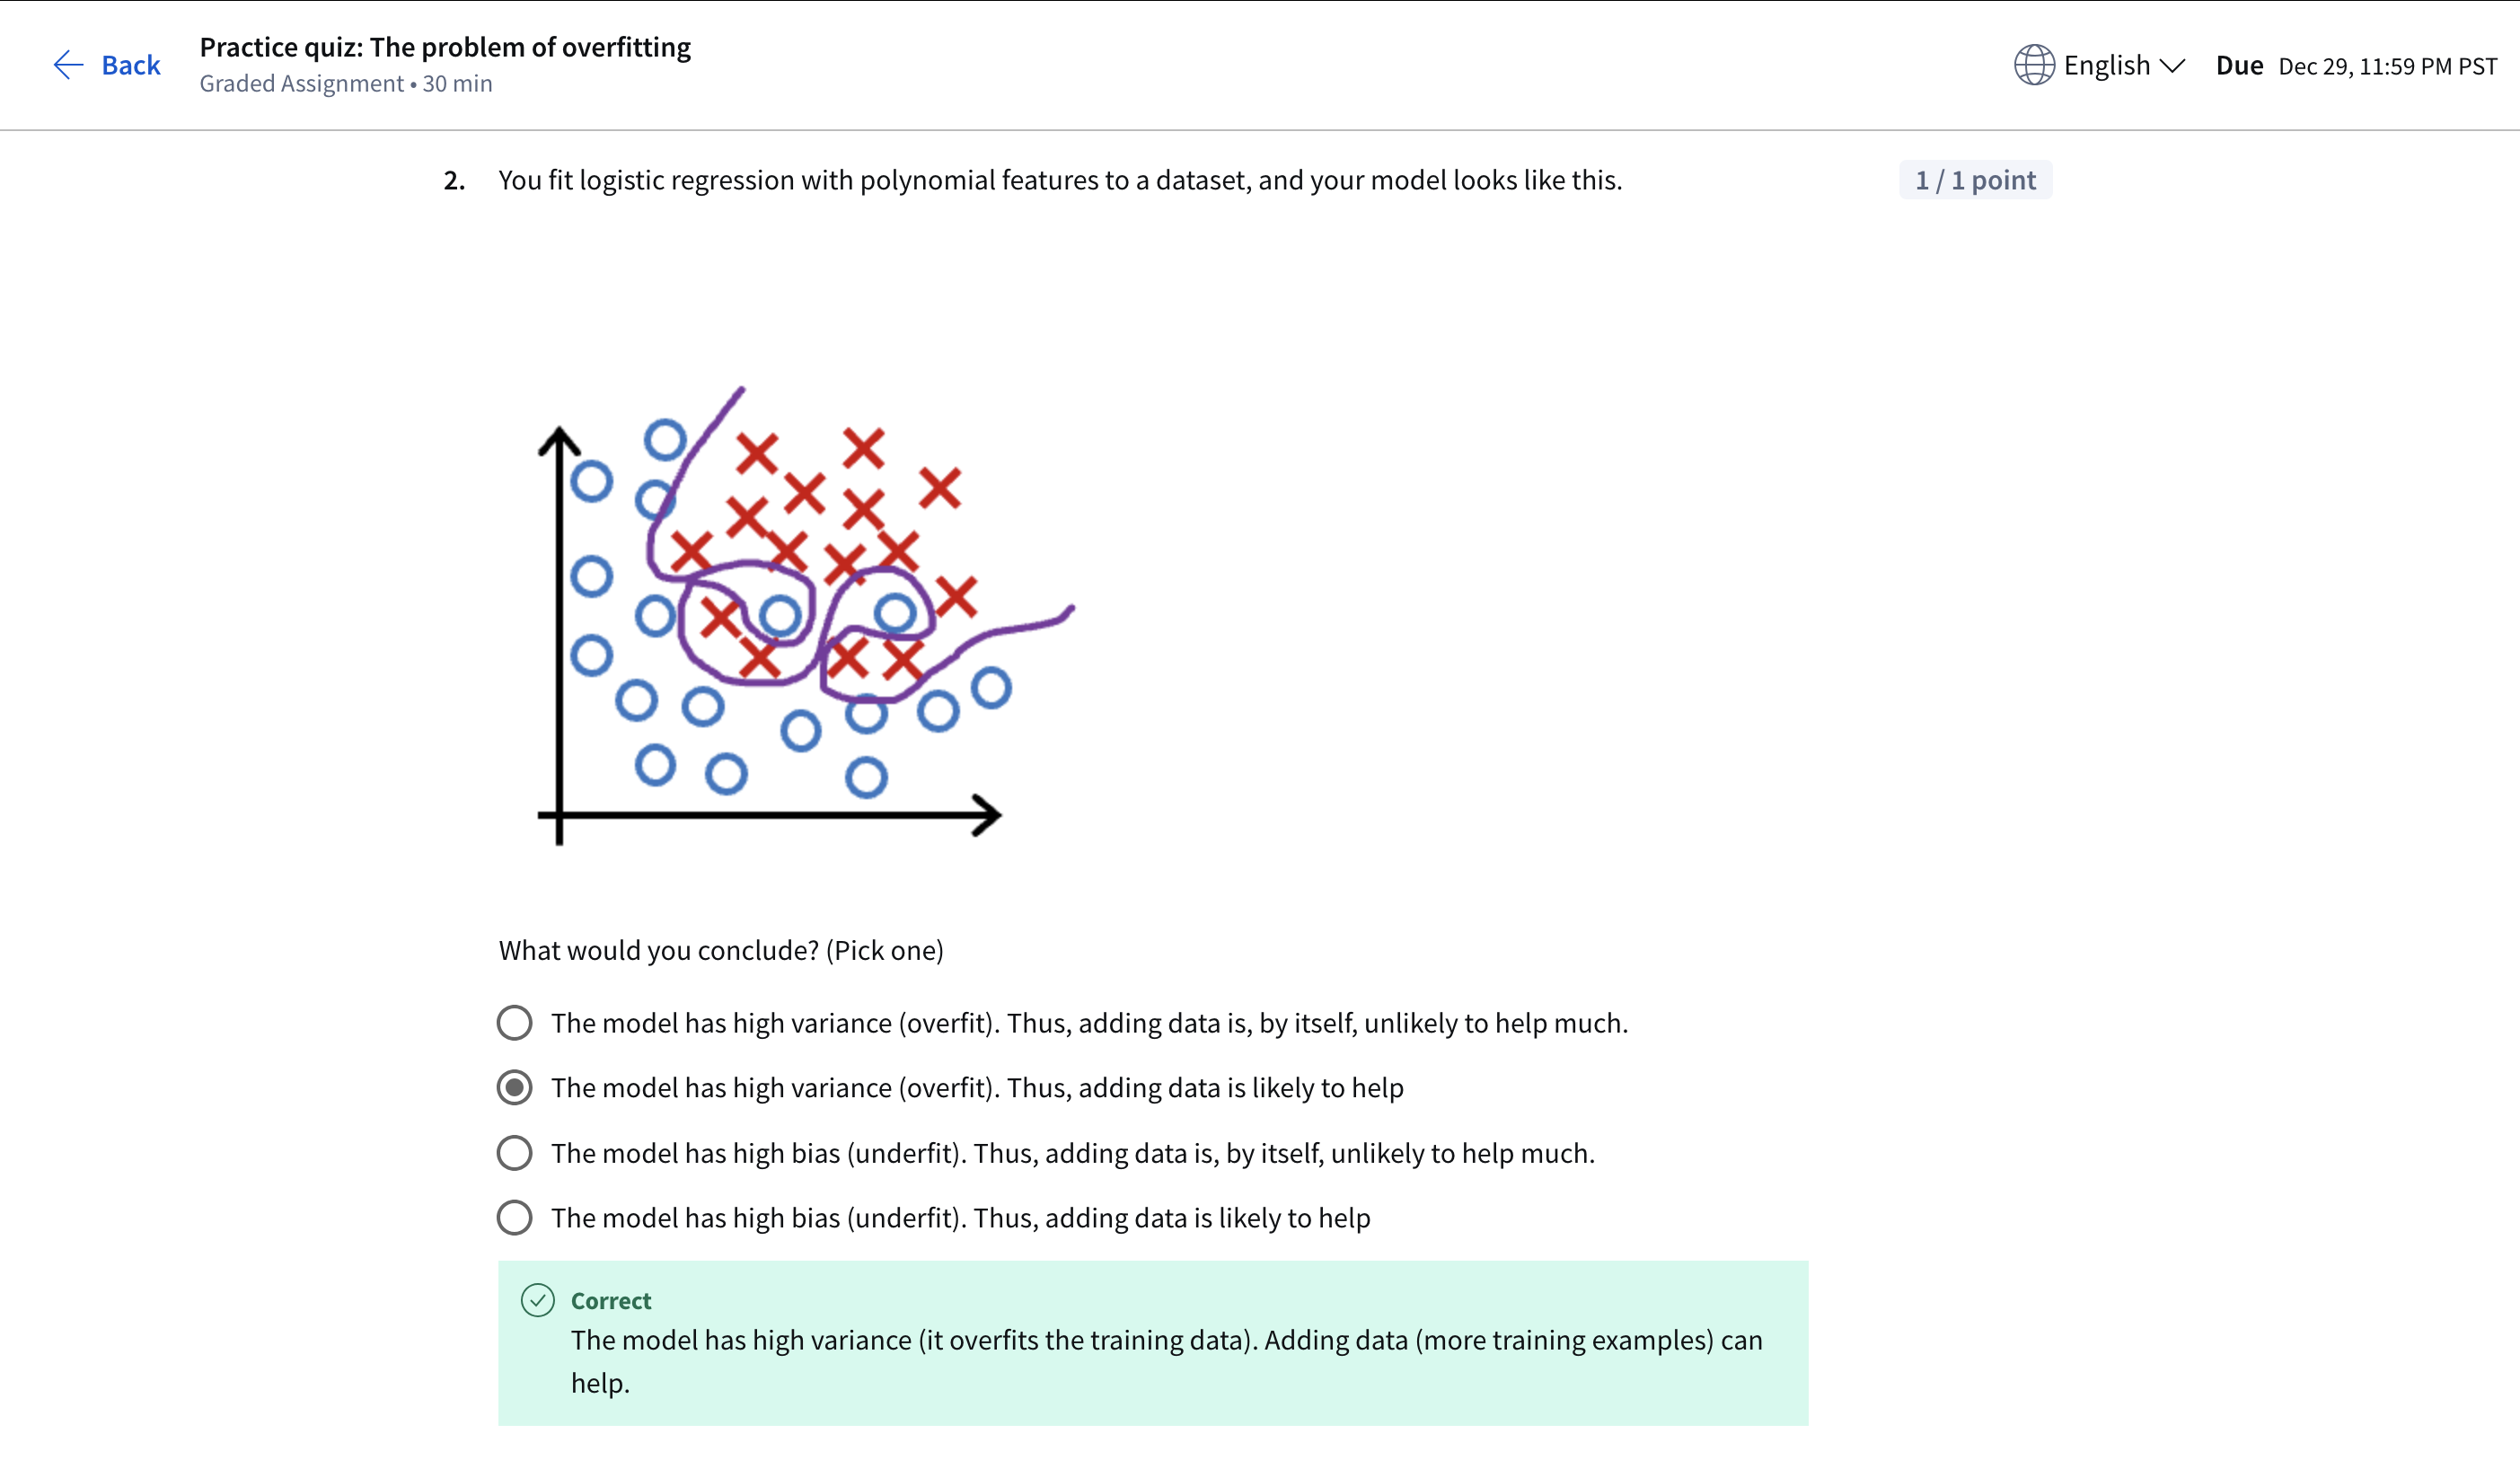 Back
Practice quiz: The problem of overfitting
Graded Assignment • 30 min
English
Due Dec 29, 11:59 PM PST
2. You fit logistic regression with polynomial features to a dataset, and your model looks like this.
1 / 1 point
What would you conclude? (Pick one)
The model has high variance (overfit). Thus, adding data is, by itself, unlikely to help much.
The model has high variance (overfit). Thus, adding data is likely to help
The model has high bias (underfit). Thus, adding data is, by itself, unlikely to help much.
The model has high bias (underfit). Thus, adding data is likely to help
Correct
The model has high variance (it overfits the training data). Adding data (more training examples) can
help.